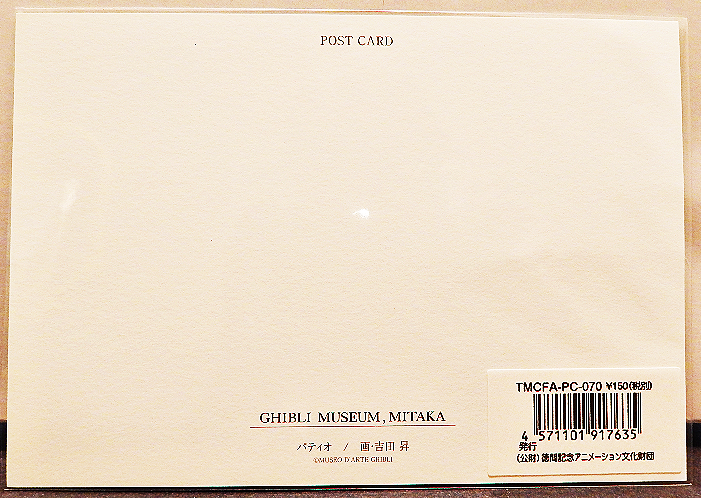 POST CARD
GHIBLI MUSEUM, MITAKA
パティオ / 画・吉田 昇
©MUSEO D'ARTE GHIBLI
TMCFA-PC-070 ¥150(税別)
4 571101 917635
発行
(公財)徳間記念アニメーション文化財団